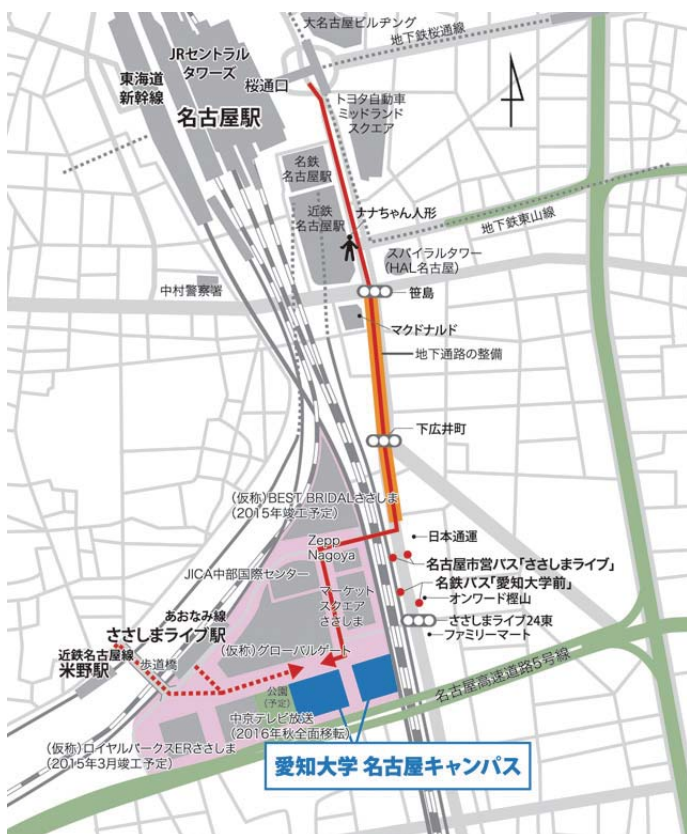 大名古屋ビルヂング
地下鉄桜通線
JRセントラル
タワーズ
東海道
新幹線
桜通口
名古屋駅
トヨタ自動車
ミッドランド
スクエア
名鉄
名古屋駅
近鉄
名古屋駅
ナナちゃん人形
地下鉄東山線
スパイラルタワー
(HAL名古屋)
中村警察署
笹島
マクドナルド
地下通路の整備
下広井町
(仮称)BEST BRIDALささしま
(2015年竣工予定)
日本通運
Zepp
Nagoya
名古屋市営バス「ささしまライブ」
JICA中部国際センター
名鉄バス「愛知大学前」
オンワード樫山
マーケット
スクエア
ささしま
あおなみ線
ささしまライブ駅
ささしまライブ24東
ファミリーマート
近鉄名古屋線
米野駅
歩道橋
(仮称)グローバルゲート
名古屋高速道路5号線
公園
(予定)
中京テレビ放送
(2016年秋全面移転)
(仮称)ロイヤルパークスERささしま
(2015年3月竣工予定)
愛知大学 名古屋キャンパス